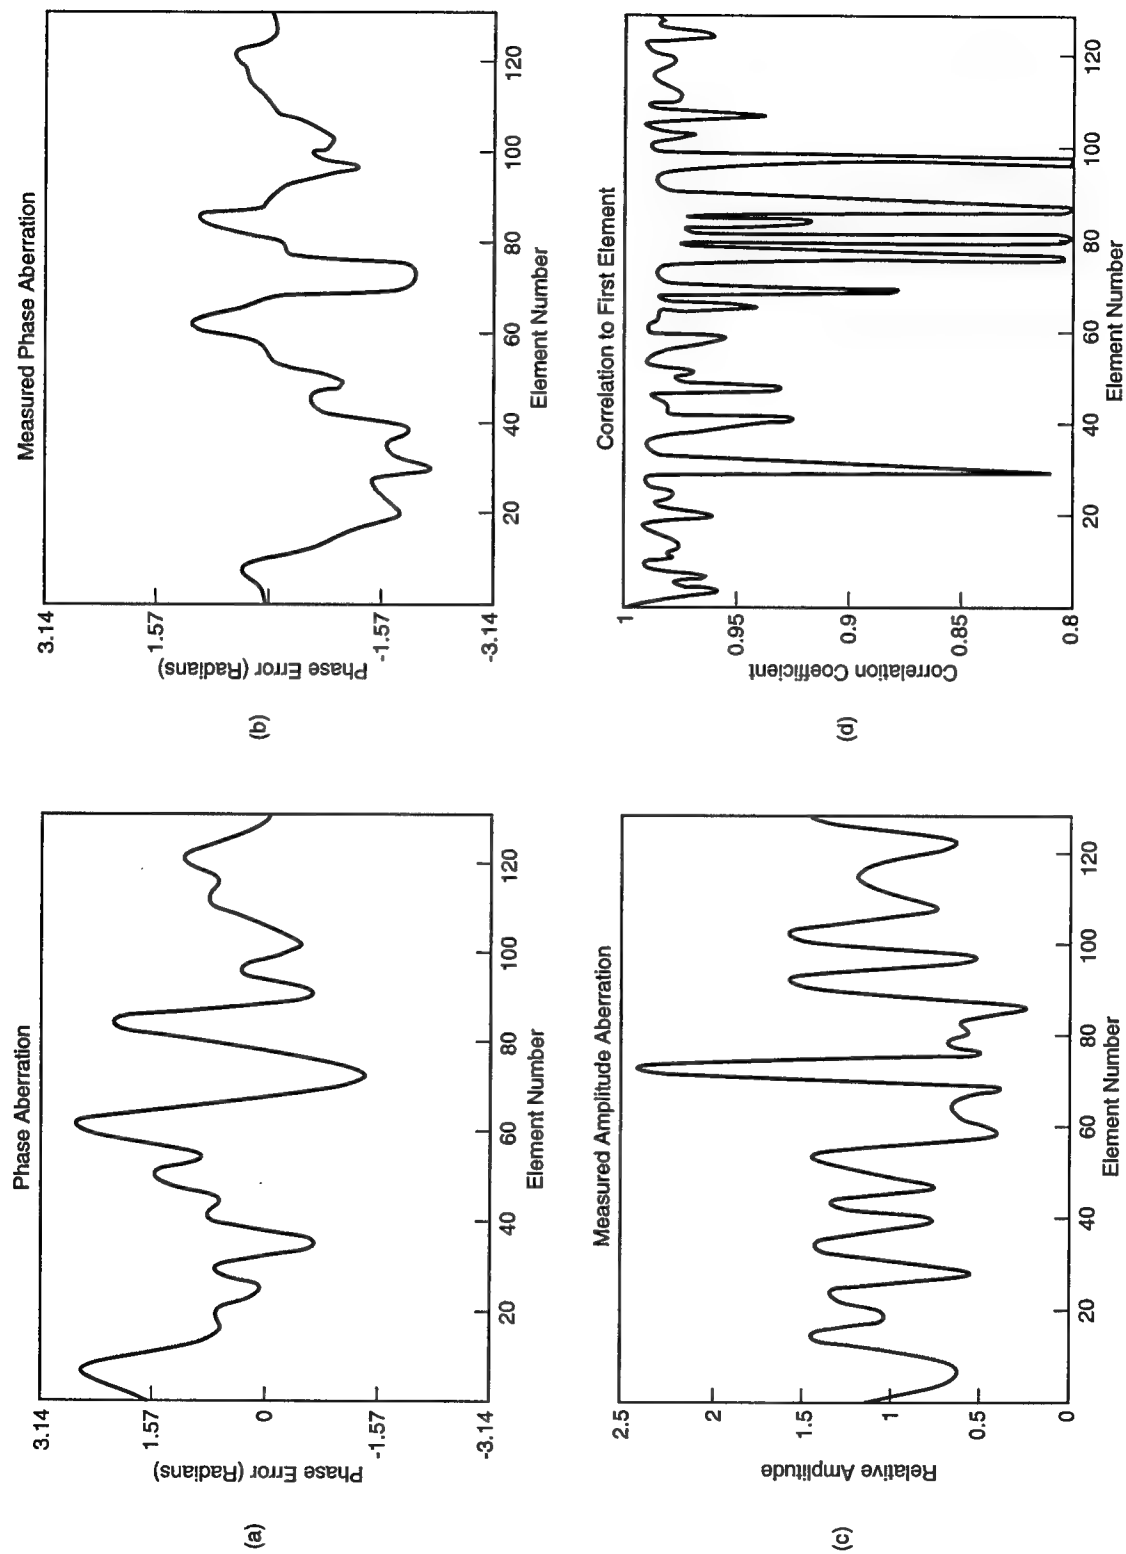 (a)
Phase Aberration
Phase Error (Radians)
3.14
1.57
0
-1.57
-3.14
20
40
60
80
100
120
Element Number
(b)
Measured Phase Aberration
Phase Error (Radians)
3.14
1.57
-1.57
-3.14
20
40
60
80
100
120
Element Number
(c)
Measured Amplitude Aberration
Relative Amplitude
2.5
2
1.5
1
0.5
0
20
40
60
80
100
120
Element Number
(d)
Correlation to First Element
Correlation Coefficient
1
0.95
0.9
0.85
0.8
20
40
60
80
100
120
Element Number